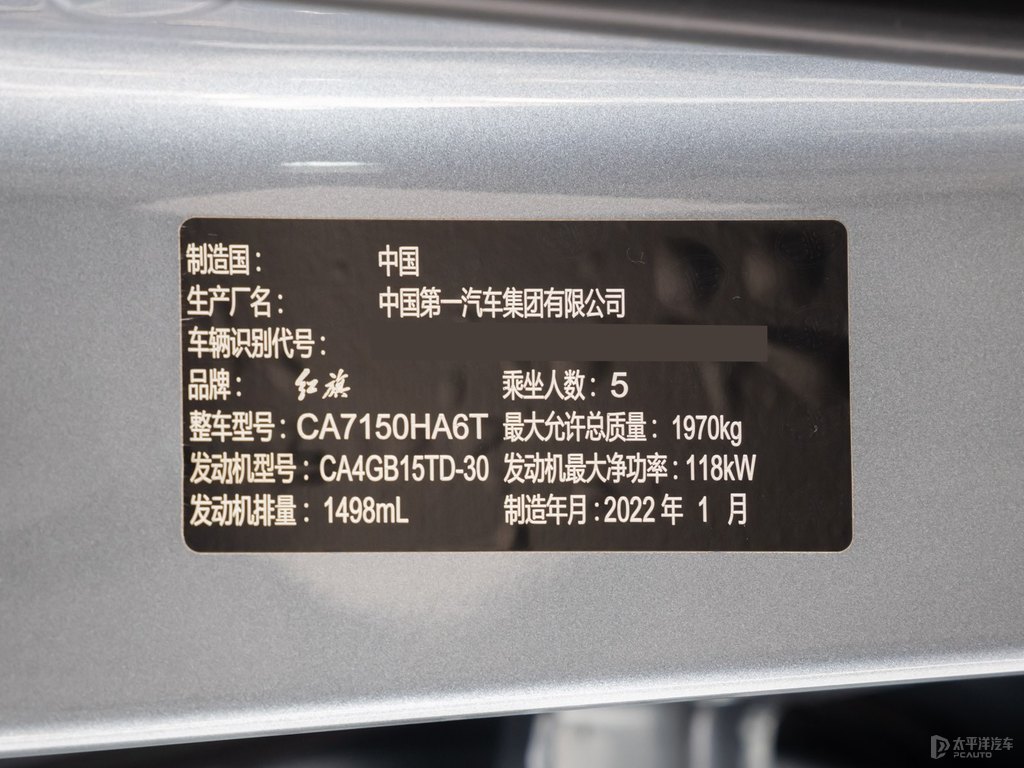 制造国： 中国
生产厂名： 中国第一汽车集团有限公司
车辆识别代号：
品牌： 红旗 乘坐人数：5
整车型号：CA7150HA6T 最大允许总质量：1970kg
发动机型号：CA4GB15TD-30 发动机最大净功率：118kW
发动机排量：1498mL 制造年月：2022 年 1 月
太平洋汽车
PCAUTO